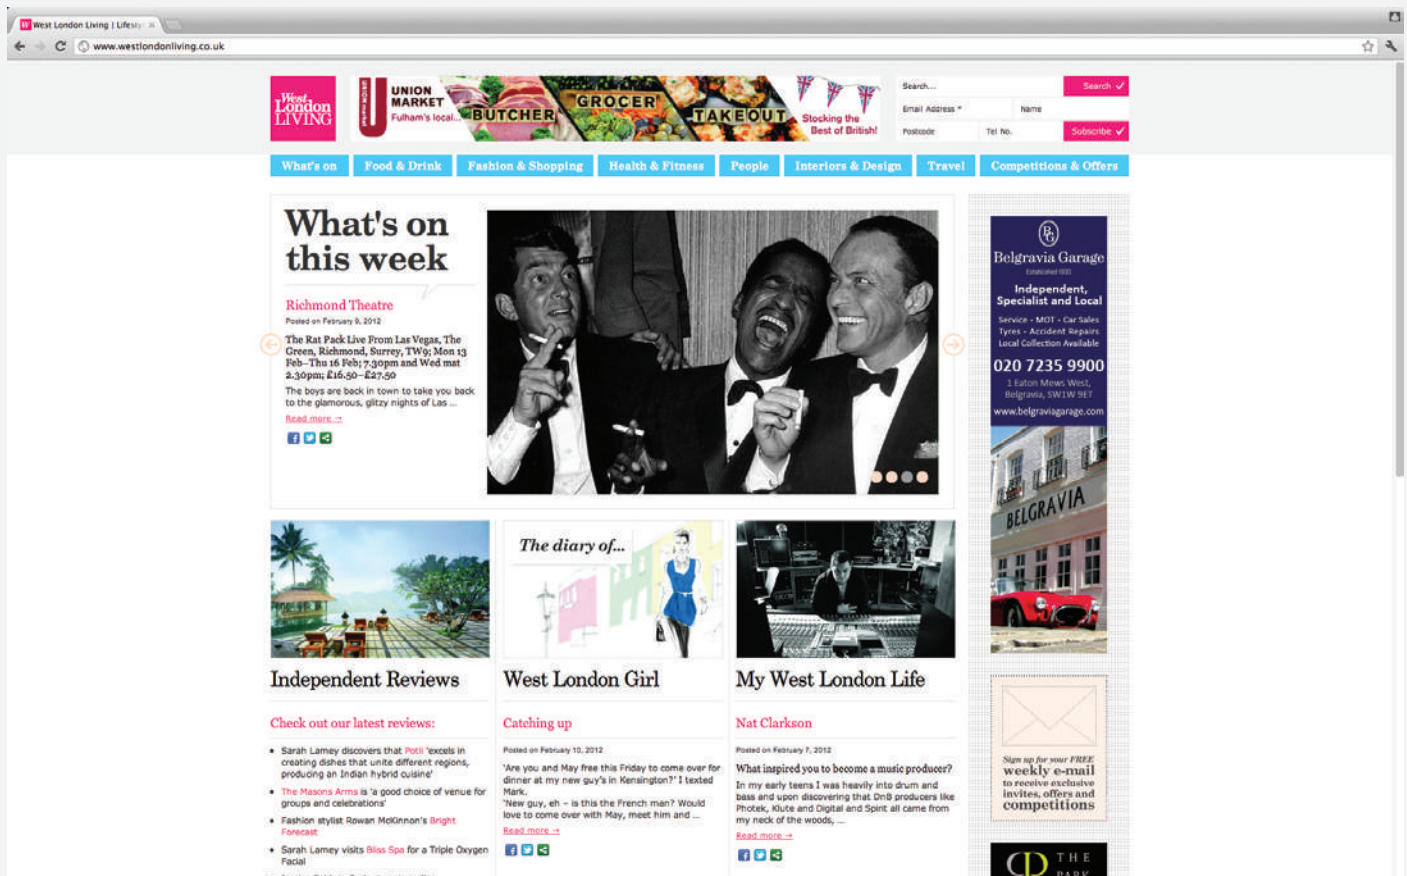 West London Living | Lifesty
www.westlondonliving.co.uk
West
London
LIVING
UNION
MARKET
Fulham's local...
BUTCHER
GROCER
TAKEOUT
Stocking the
Best of British!
Search...
Search
Email Address *
Name
Postcode
Tel No.
Subscribe
What's on
Food & Drink
Fashion & Shopping
Health & Fitness
People
Interiors & Design
Travel
Competitions & Offers
What's on
this week
Richmond Theatre
Posted on February 9, 2012
The Rat Pack Live From Las Vegas, The
Green, Richmond, Surrey, TW9; Mon 13
Feb–Thu 16 Feb; 7.30pm and Wed mat
2.30pm; £16.50–£27.50
The boys are back in town to take you back
to the glamorous, glitzy nights of Las ...
Read more →
BG
Belgravia Garage
Established 1930
Independent,
Specialist and Local
Service • MOT • Car Sales
Tyres • Accident Repairs
Local Collection Available
020 7235 9900
1 Eaton Mews West,
Belgravia, SW1W 9ET
www.belgraviagarage.com
BELGRAVIA
The diary of...
Independent Reviews
Check out our latest reviews:
• Sarah Lamey discovers that Potli 'excels in
creating dishes that unite different regions,
producing an Indian hybrid cuisine'
• The Masons Arms is 'a good choice of venue for
groups and celebrations'
• Fashion stylist Rowan McKinnon's Bright
Forecast
• Sarah Lamey visits Bliss Spa for a Triple Oxygen
Facial
West London Girl
Catching up
Posted on February 10, 2012
'Are you and May free this Friday to come over for
dinner at my new guy's in Kensington?' I texted
Mark.
'New guy, eh – is this the French man? Would
love to come over with May, meet him and ...
Read more →
My West London Life
Nat Clarkson
Posted on February 7, 2012
What inspired you to become a music producer?
In my early teens I was heavily into drum and
bass and upon discovering that DnB producers like
Photek, Klute and Digital and Spirit all came from
my neck of the woods, ...
Read more →
Sign up for your FREE
weekly e-mail
to receive exclusive
invites, offers and
competitions
THE
PARK